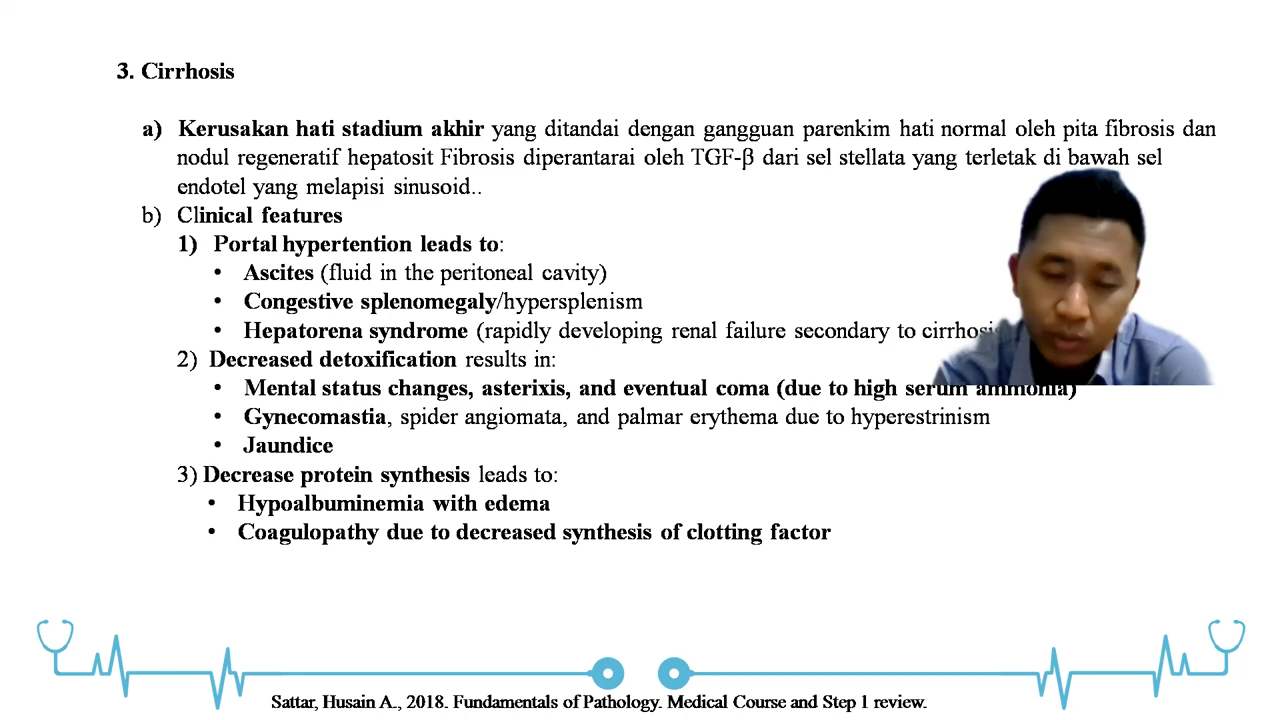 3. Cirrhosis
a) Kerusakan hati stadium akhir yang ditandai dengan gangguan parenkim hati normal oleh pita fibrosis dan
nodul regeneratif hepatosit Fibrosis diperantarai oleh TGF-β dari sel stellata yang terletak di bawah sel
endotel yang melapisi sinusoid..
b) Clinical features
1) Portal hypertention leads to:
• Ascites (fluid in the peritoneal cavity)
• Congestive splenomegaly/hypersplenism
• Hepatorena syndrome (rapidly developing renal failure secondary to
2) Decreased detoxification results in:
• Mental status changes, asterixis, and eventual coma (due to high serum ammonia)
• Gynecomastia, spider angiomata, and palmar erythema due to hyperestrinism
• Jaundice
3) Decrease protein synthesis leads to:
• Hypoalbuminemia with edema
• Coagulopathy due to decreased synthesis of clotting factor
Sattar, Husain A., 2018. Fundamentals of Pathology. Medical Course and Step 1 review.